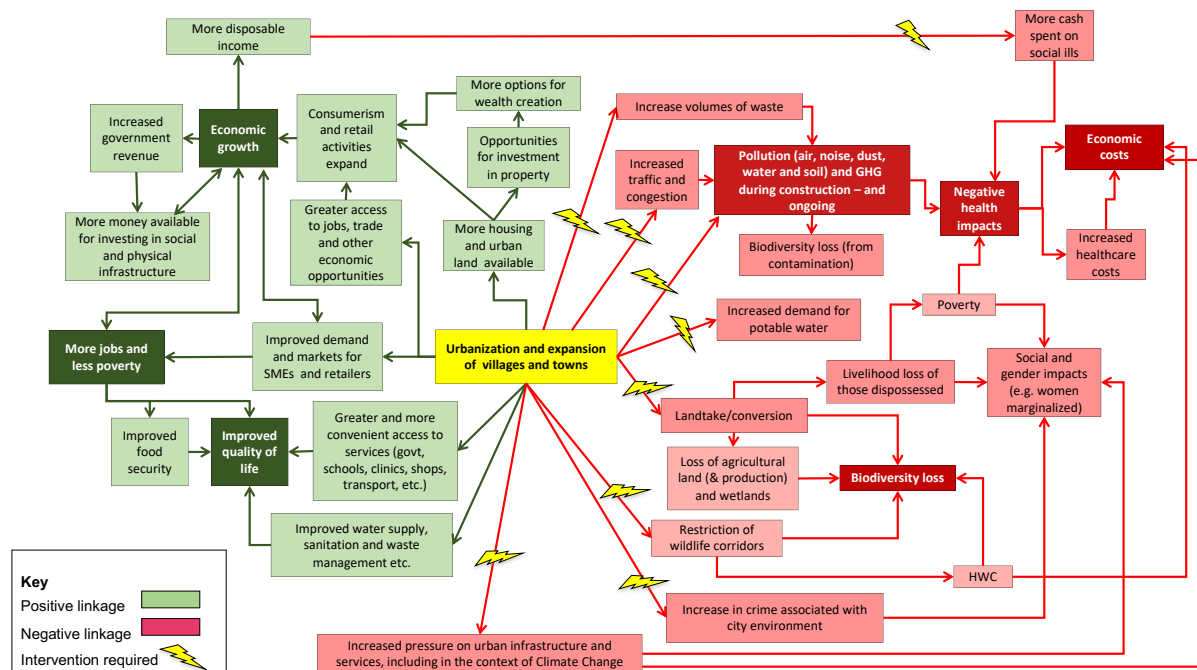 More disposable
income
More cash
spent on
social ills
More options for
wealth creation
Increase volumes of waste
Increased
government
revenue
Economic
growth
Consumerism
and retail
activities
expand
Opportunities
for investment
in property
Increased
traffic and
congestion
Pollution (air, noise, dust,
water and soil) and GHG
during construction – and
ongoing
Economic
costs
Negative
health
impacts
More money available
for investing in social
and physical
infrastructure
Greater access
to jobs, trade
and other
economic
opportunities
More housing
and urban
land available
Biodiversity loss (from
contamination)
Increased
healthcare
costs
Poverty
Increased demand for
potable water
More jobs and
less poverty
Improved demand
and markets for
SMEs and retailers
Urbanization and expansion
of villages and towns
Livelihood loss of
those dispossessed
Social and
gender impacts
(e.g. women
marginalized)
Landtake/conversion
Improved
food
security
Improved
quality of
life
Greater and more
convenient access to
services (govt,
schools, clinics, shops,
transport, etc.)
Loss of agricultural
land (& production)
and wetlands
Biodiversity loss
Improved water supply,
sanitation and waste
management etc.
Restriction of
wildlife corridors
HWC
Increase in crime associated with
city environment
Increased pressure on urban infrastructure and
services, including in the context of Climate Change
Key
Positive linkage
Negative linkage
Intervention required